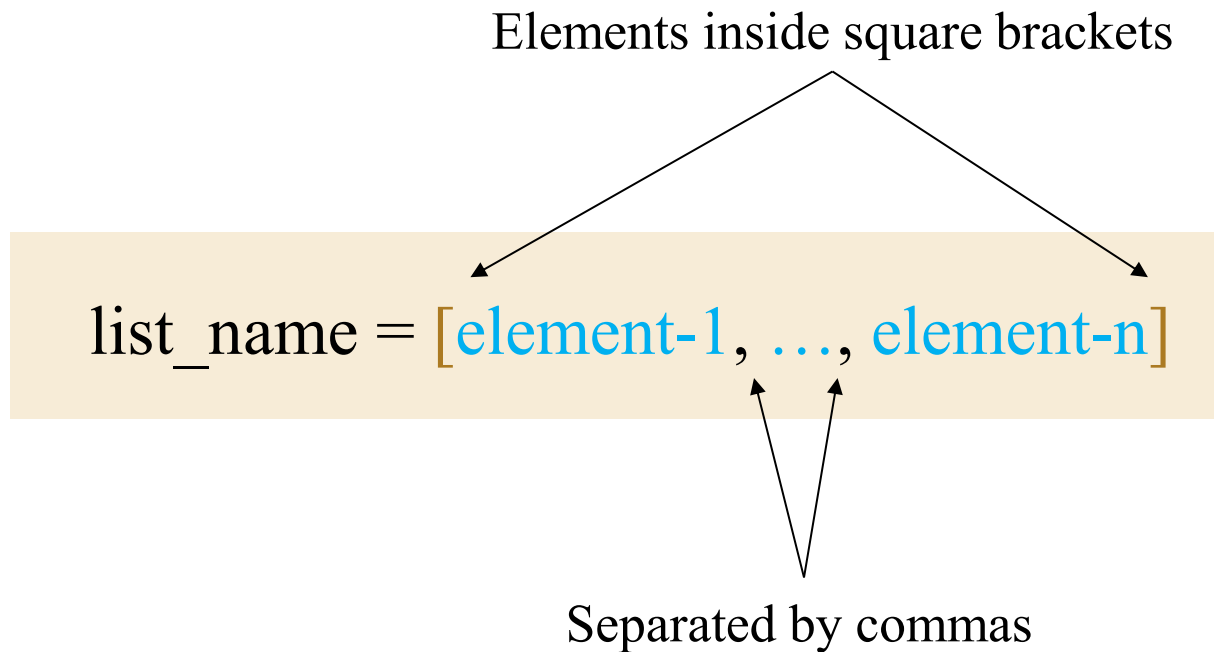 Elements inside square brackets
list_name = [element-1, …, element-n]
Separated by commas